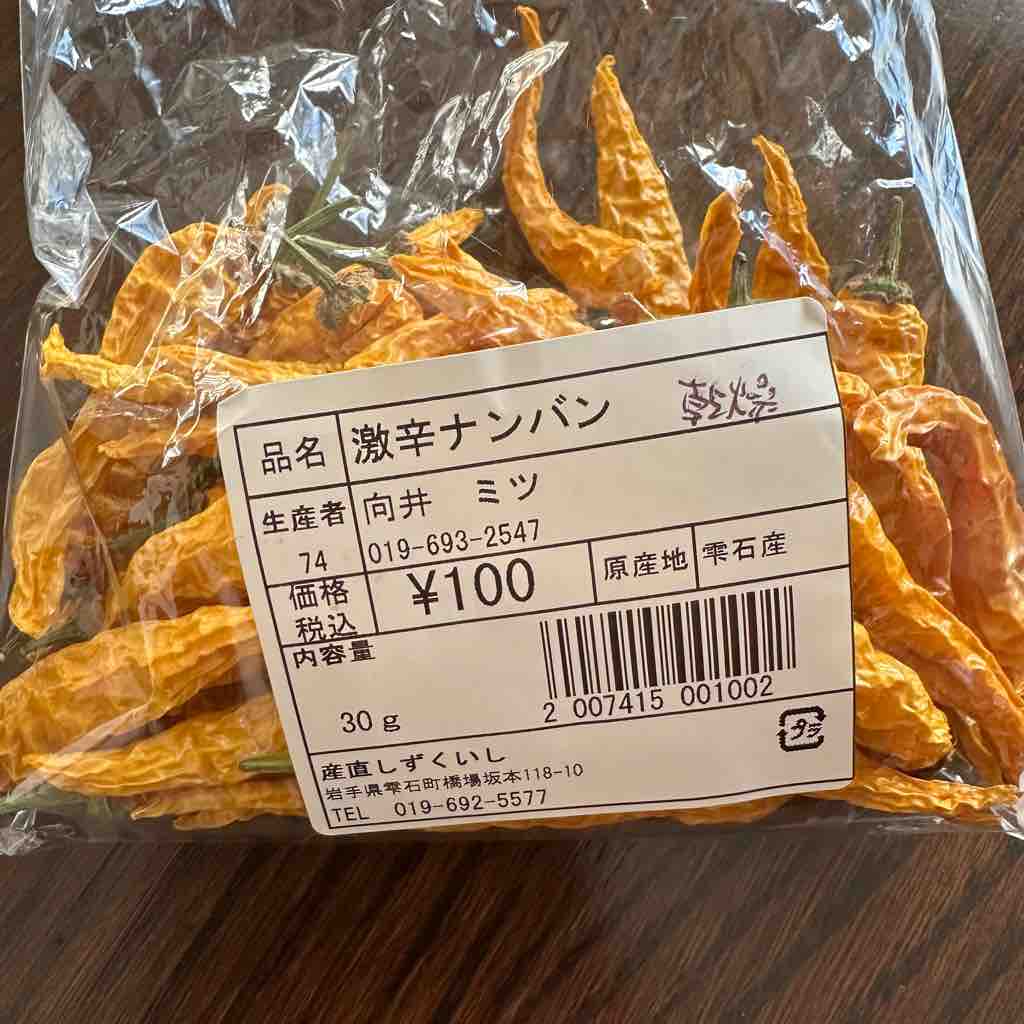 品名 激辛ナンバン 乾燥
生産者 向井 ミツ
74 019-693-2547
価格 ¥100 原産地 雫石産
税込
内容量
30g
2 007415 001002
プラ
産直しずくいし
岩手県雫石町橋場坂本118-10
TEL 019-692-5577